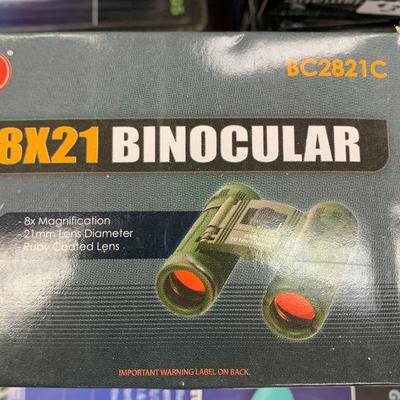 ®
BC2821C
8X21 BINOCULAR
- 8x Magnification
- 21mm Lens Diameter
- Ruby Coated Lens
IMPORTANT WARNING LABEL ON BACK.